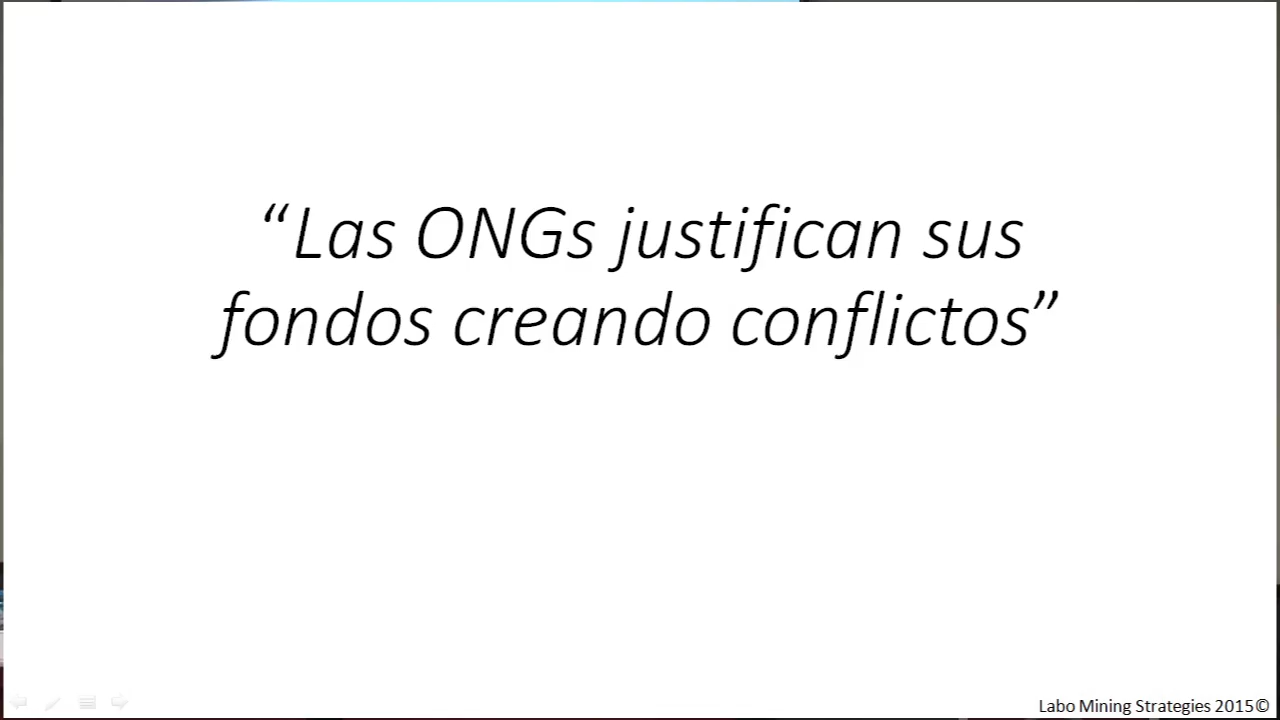 “Las ONGs justifican sus
fondos creando conflictos”
Labo Mining Strategies 2015©